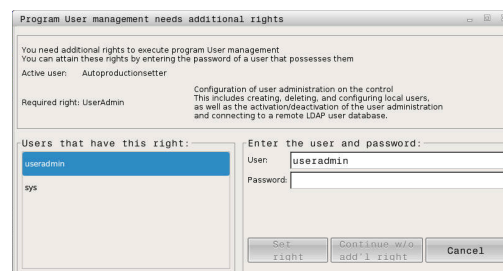 Program User management needs additional rights
You need additional rights to execute program User management
You can attain these rights by entering the password of a user that possesses them
Active user: Autoproductionsetter
Required right: UserAdmin
Configuration of user administration on the control
This includes creating, deleting, and configuring local users,
as well as the activation/deactivation of the user administration
and connecting to a remote LDAP user database.
Users that have this right:
useradmin
sys
Enter the user and password:
User: useradmin
Password:
Set right
Continue w/o add'l right
Cancel